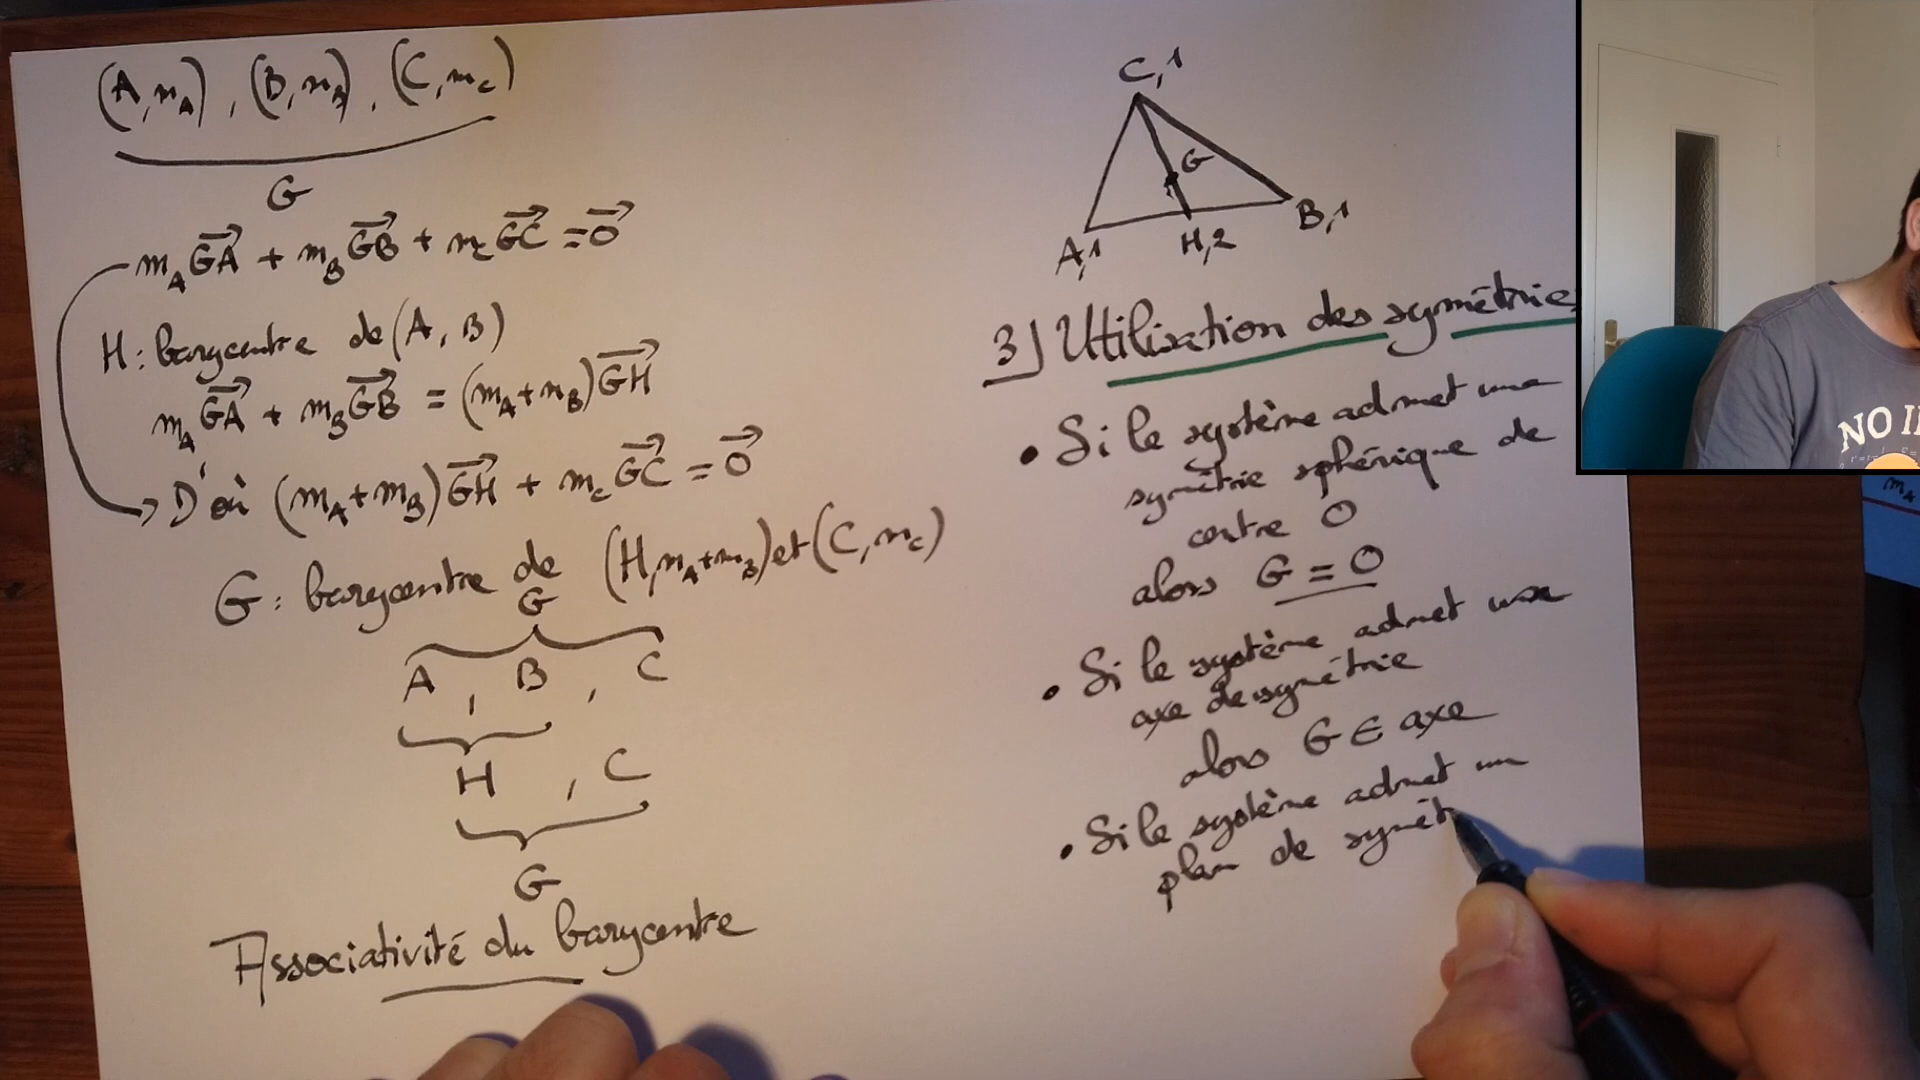 (A, m_A), (B, m_B), (C, m_C)
G
m_A GA⃗ + m_B GB⃗ + m_C GC⃗ = 0⃗
H : barycentre de (A, B)
m_A GA⃗ + m_B GB⃗ = (m_A + m_B) GH⃗
D'où (m_A + m_B) GH⃗ + m_C GC⃗ = 0⃗
G : barycentre de (H, m_A + m_B) et (C, m_C)
G
A , B , C
H , C
G
Associativité du barycentre
C, 1
G
A, 1
H, 2
B, 1
3) Utilisation des symétries
• Si le système admet une
symétrie sphérique de
centre O
alors G = O
• Si le système admet une
axe de symétrie
alors G ∈ axe
• Si le système admet un
plan de symét
NO
m_A